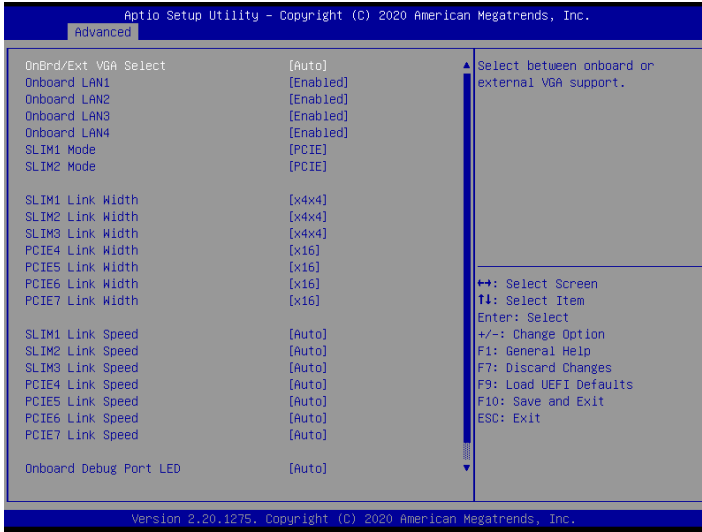 Aptio Setup Utility – Copyright (C) 2020 American Megatrends, Inc.
Advanced
OnBrd/Ext VGA Select [Auto]
Onboard LAN1 [Enabled]
Onboard LAN2 [Enabled]
Onboard LAN3 [Enabled]
Onboard LAN4 [Enabled]
SLIM1 Mode [PCIE]
SLIM2 Mode [PCIE]
SLIM1 Link Width [x4x4]
SLIM2 Link Width [x4x4]
SLIM3 Link Width [x4x4]
PCIE4 Link Width [x16]
PCIE5 Link Width [x16]
PCIE6 Link Width [x16]
PCIE7 Link Width [x16]
SLIM1 Link Speed [Auto]
SLIM2 Link Speed [Auto]
SLIM3 Link Speed [Auto]
PCIE4 Link Speed [Auto]
PCIE5 Link Speed [Auto]
PCIE6 Link Speed [Auto]
PCIE7 Link Speed [Auto]
Onboard Debug Port LED [Auto]
Select between onboard or
external VGA support.
↔: Select Screen
↑↓: Select Item
Enter: Select
+/-: Change Option
F1: General Help
F7: Discard Changes
F9: Load UEFI Defaults
F10: Save and Exit
ESC: Exit
Version 2.20.1275. Copyright (C) 2020 American Megatrends, Inc.